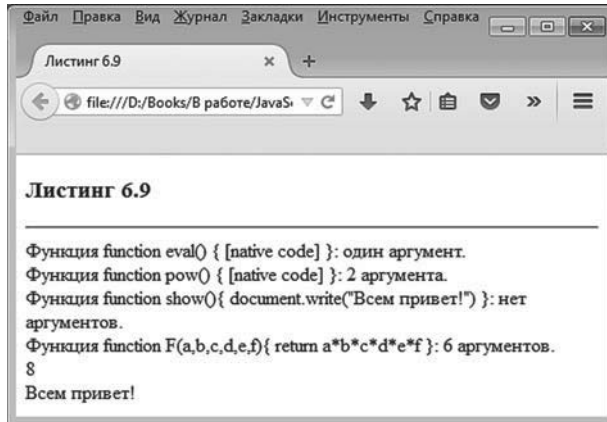 Файл Правка Вид Журнал Закладки Инструменты Справка
Листинг 6.9
file:///D:/Books/В работе/JavaS
Листинг 6.9
Функция function eval() { [native code] }: один аргумент.
Функция function pow() { [native code] }: 2 аргумента.
Функция function show(){ document.write("Всем привет!") }: нет
аргументов.
Функция function F(a,b,c,d,e,f){ return a*b*c*d*e*f }: 6 аргументов.
8
Всем привет!